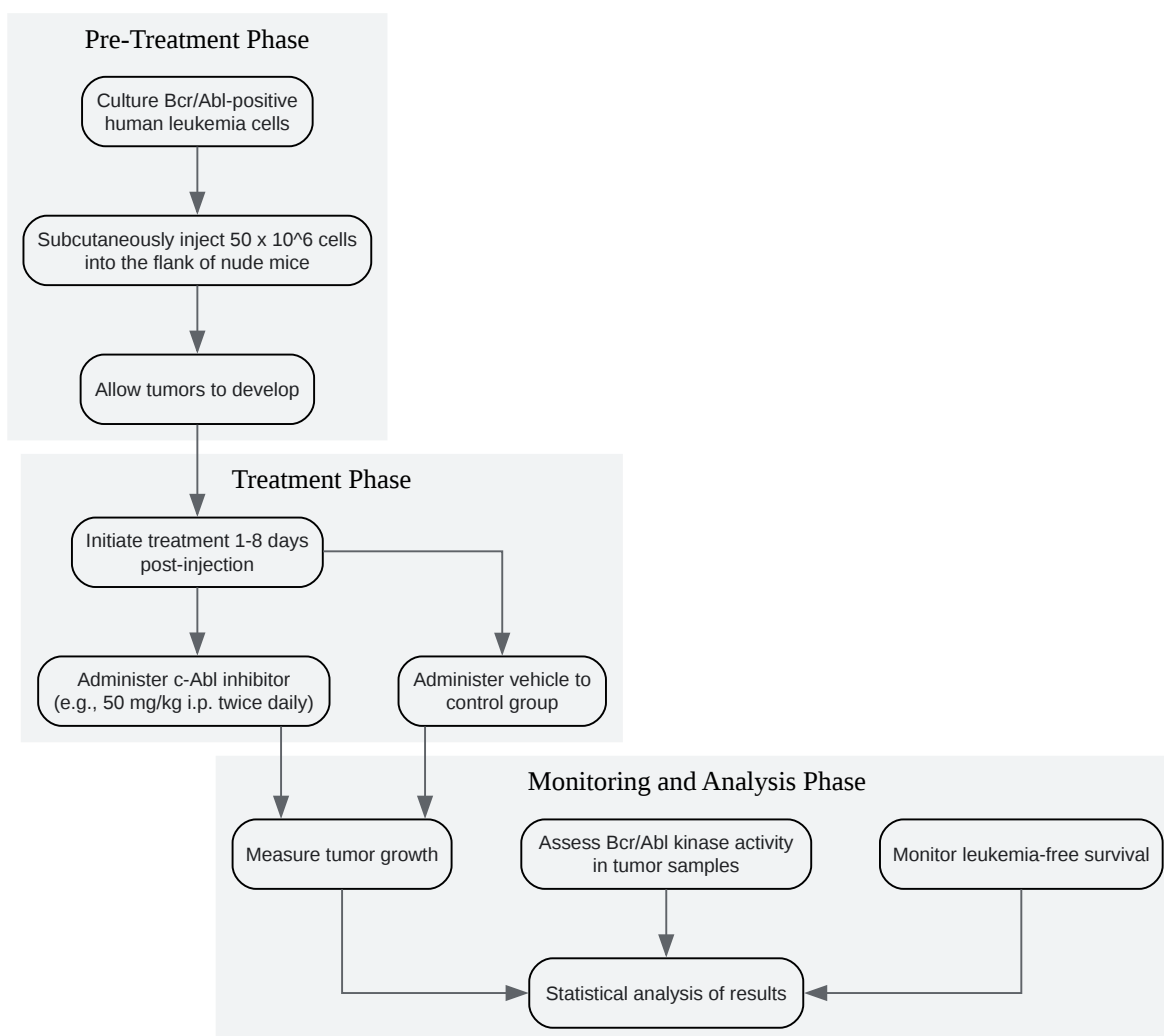 Pre-Treatment Phase
Culture Bcr/Abl-positive
human leukemia cells
Subcutaneously inject 50 x 10^6 cells
into the flank of nude mice
Allow tumors to develop
Treatment Phase
Initiate treatment 1-8 days
post-injection
Administer c-Abl inhibitor
(e.g., 50 mg/kg i.p. twice daily)
Administer vehicle to
control group
Monitoring and Analysis Phase
Measure tumor growth
Assess Bcr/Abl kinase activity
in tumor samples
Monitor leukemia-free survival
Statistical analysis of results